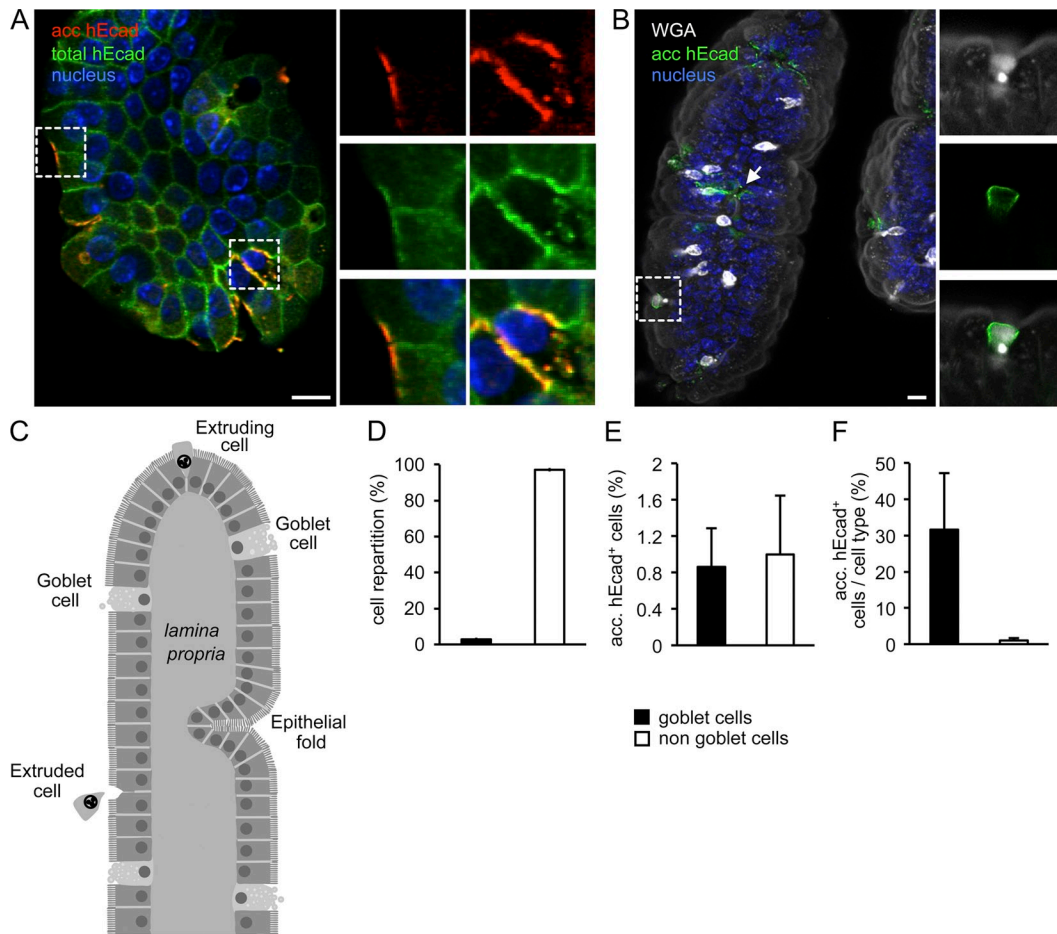 A
acc hEcad
total hEcad
nucleus
B
WGA
acc hEcad
nucleus
C
Extruding
cell
Goblet
cell
Goblet
cell
lamina
propria
Epithelial
fold
Extruded
cell
D
cell repartition (%)
100
80
60
40
20
0
E
acc. hEcad+ cells (%)
2
1.6
1.2
0.8
0.4
0
F
acc. hEcad+
cells / cell type (%)
50
40
30
20
10
0
goblet cells
non goblet cells